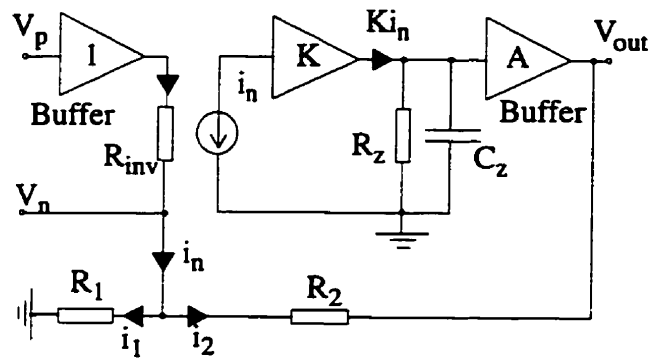 V_p
1
Buffer
R_inv
V_n
i_n
K
Ki_n
i_n
R_z
C_z
A
Buffer
V_out
R_1
i_1
i_2
R_2